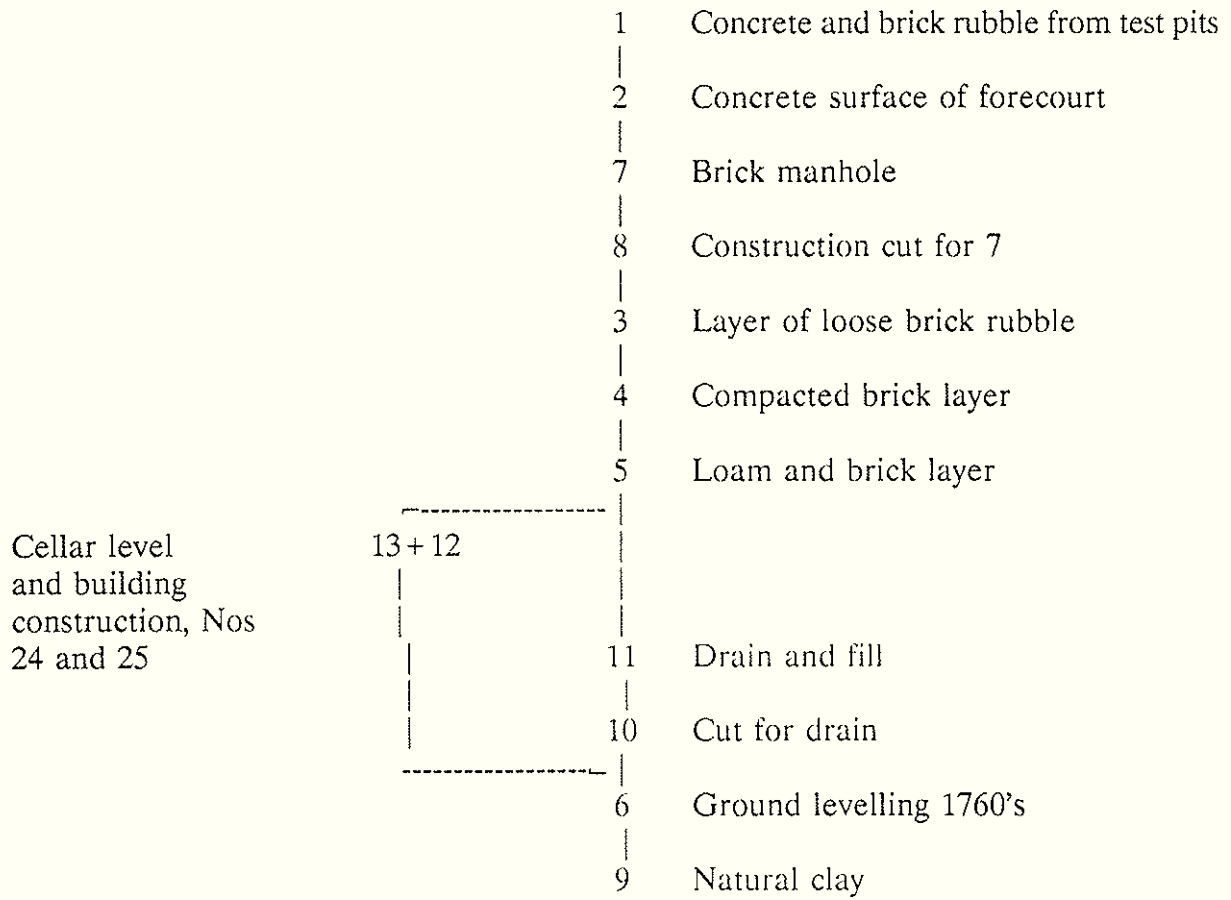 1 Concrete and brick rubble from test pits
2 Concrete surface of forecourt
7 Brick manhole
8 Construction cut for 7
3 Layer of loose brick rubble
4 Compacted brick layer
5 Loam and brick layer
Cellar level
and building
construction, Nos
24 and 25
13 + 12
11 Drain and fill
10 Cut for drain
6 Ground levelling 1760's
9 Natural clay